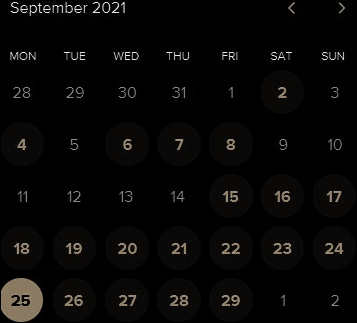 September 2021 < >
MON TUE WED THU FRI SAT SUN
28 29 30 31 1 2 3
4 5 6 7 8 9 10
11 12 13 14 15 16 17
18 19 20 21 22 23 24
25 26 27 28 29 1 2